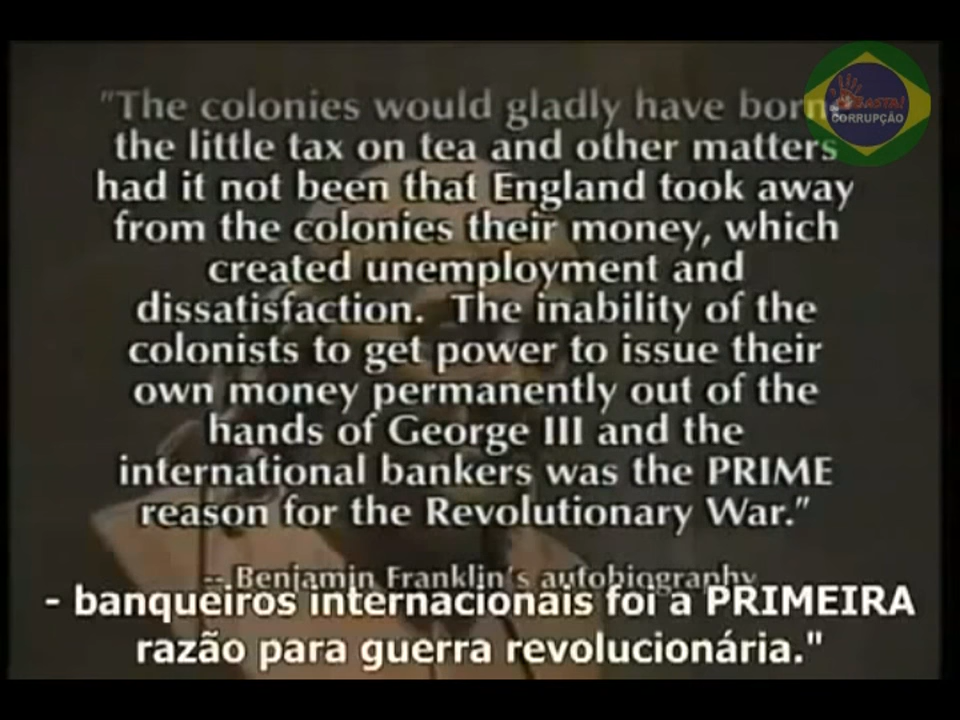 "The colonies would gladly have born
the little tax on tea and other matters
had it not been that England took away
from the colonies their money, which
created unemployment and
dissatisfaction. The inability of the
colonists to get power to issue their
own money permanently out of the
hands of George III and the
international bankers was the PRIME
reason for the Revolutionary War."
-- Benjamin Franklin's autobiography
- banqueiros internacionais foi a PRIMEIRA
razão para guerra revolucionária."
BASTA!
CORRUPÇÃO